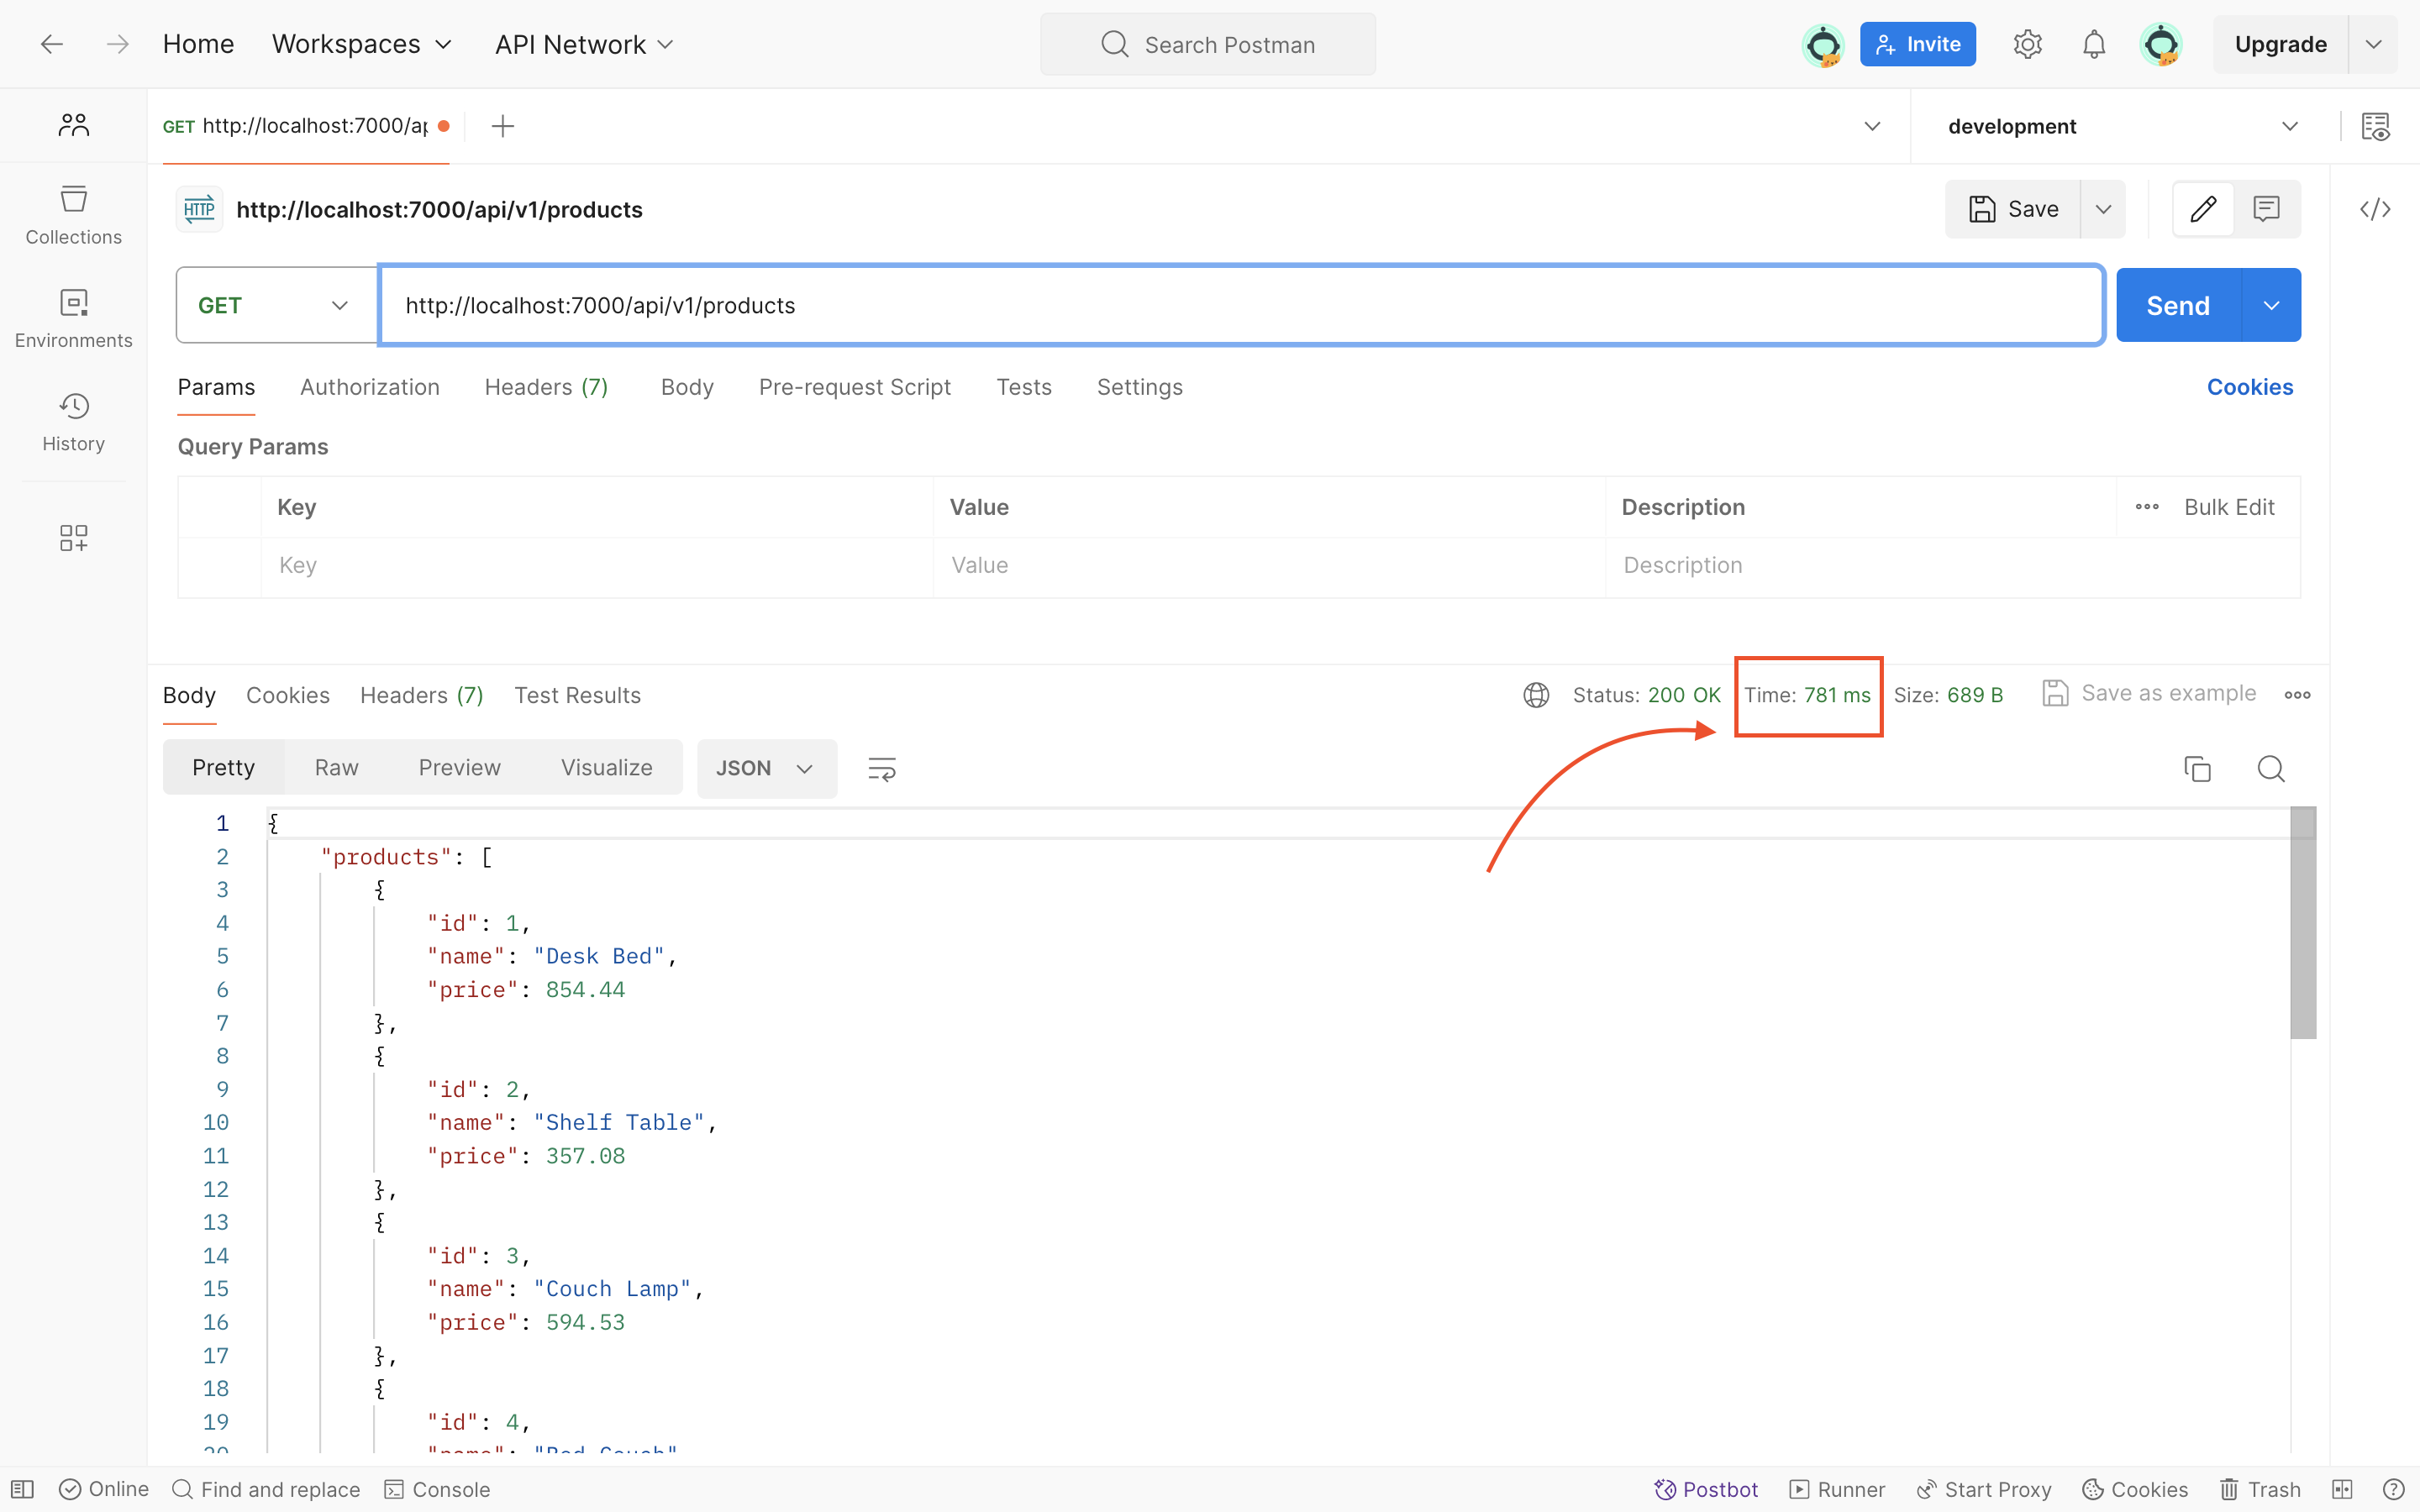 Home Workspaces API Network Search Postman Invite Upgrade
GET http://localhost:7000/ap development
HTTP http://localhost:7000/api/v1/products Save
Collections
GET http://localhost:7000/api/v1/products Send
Environments
Params Authorization Headers (7) Body Pre-request Script Tests Settings Cookies
History
Query Params
Key Value Description Bulk Edit
Key Value Description
Body Cookies Headers (7) Test Results Status: 200 OK Time: 781 ms Size: 689 B Save as example
Pretty Raw Preview Visualize JSON
1 {
2 "products": [
3 {
4 "id": 1,
5 "name": "Desk Bed",
6 "price": 854.44
7 },
8 {
9 "id": 2,
10 "name": "Shelf Table",
11 "price": 357.08
12 },
13 {
14 "id": 3,
15 "name": "Couch Lamp",
16 "price": 594.53
17 },
18 {
19 "id": 4,
20 "name": "Bed Couch"
Online Find and replace Console Postbot Runner Start Proxy Cookies Trash